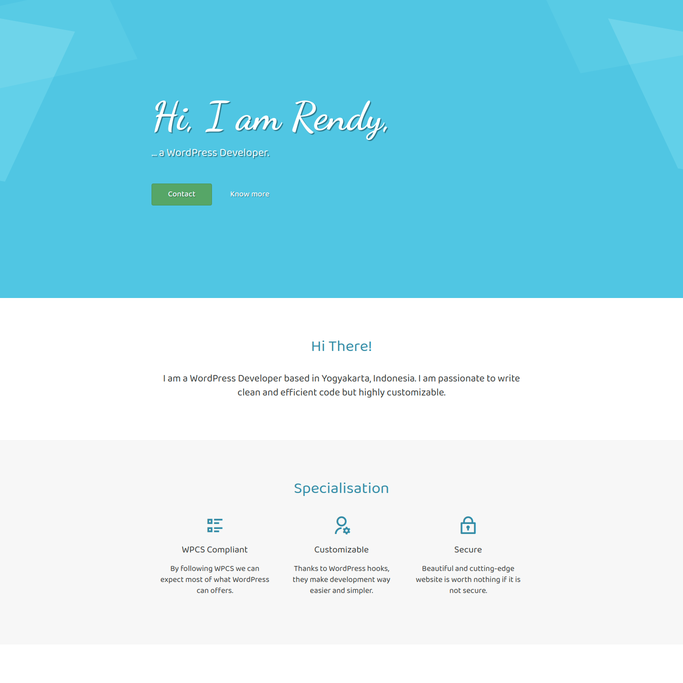 Hi, I am Rendy,
... a WordPress Developer.
Contact
Know more
Hi There!
I am a WordPress Developer based in Yogyakarta, Indonesia. I am passionate to write
clean and efficient code but highly customizable.
Specialisation
WPCS Compliant
By following WPCS we can
expect most of what WordPress
can offers.
Customizable
Thanks to WordPress hooks,
they make development way
easier and simpler.
Secure
Beautiful and cutting-edge
website is worth nothing if it is
not secure.